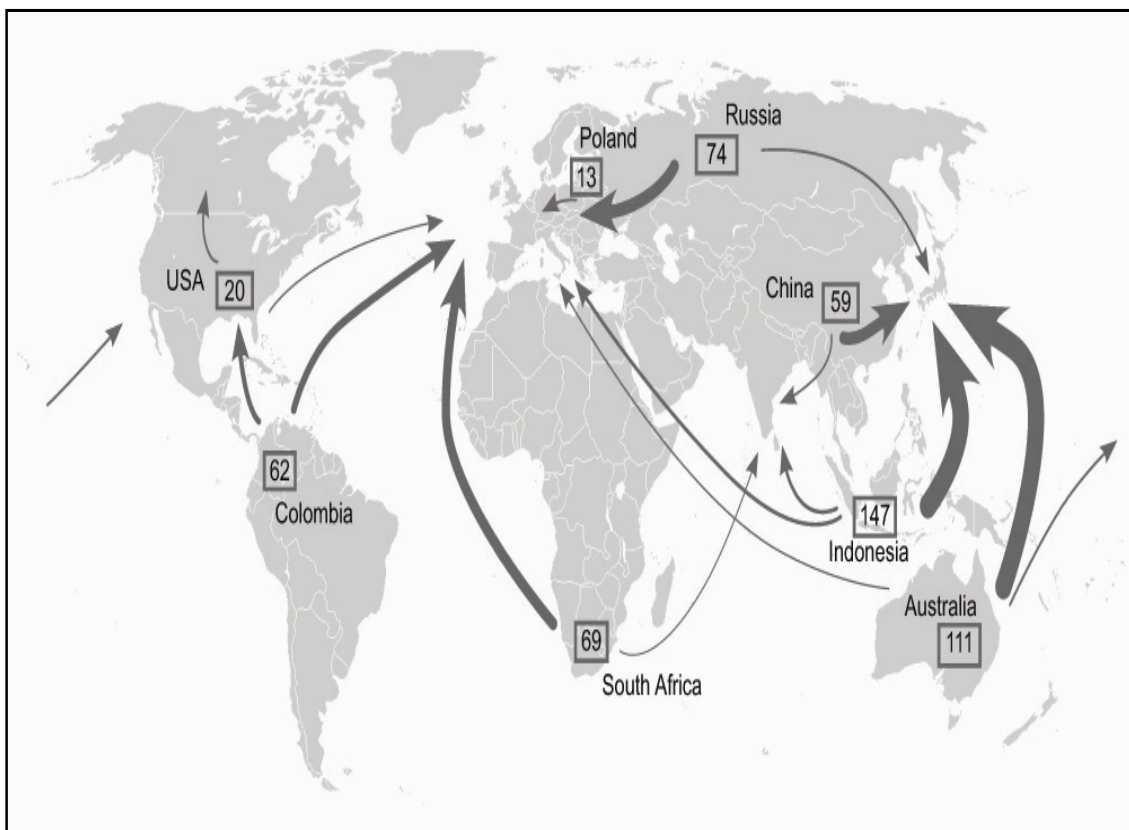 Russia
74
Poland
13
USA
20
China
59
62
Colombia
147
Indonesia
Australia
111
69
South Africa